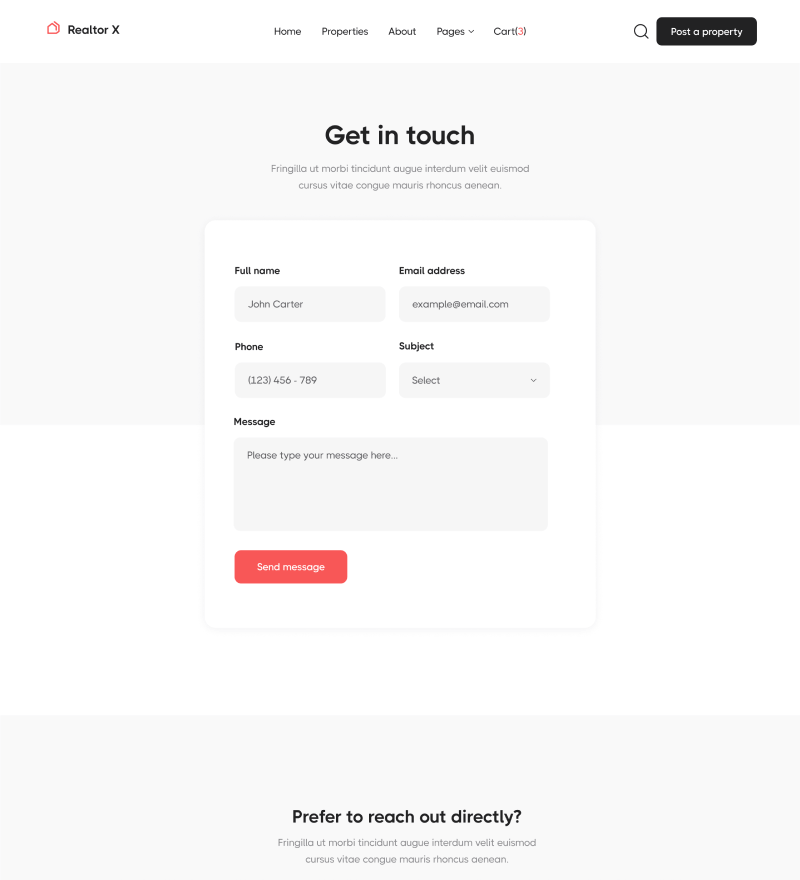 Realtor X
Home Properties About Pages Cart(3)
Post a property
Get in touch
Fringilla ut morbi tincidunt augue interdum velit euismod
cursus vitae congue mauris rhoncus aenean.
Full name Email address
John Carter example@email.com
Phone Subject
(123) 456 - 789 Select
Message
Please type your message here...
Send message
Prefer to reach out directly?
Fringilla ut morbi tincidunt augue interdum velit euismod
cursus vitae congue mauris rhoncus aenean.